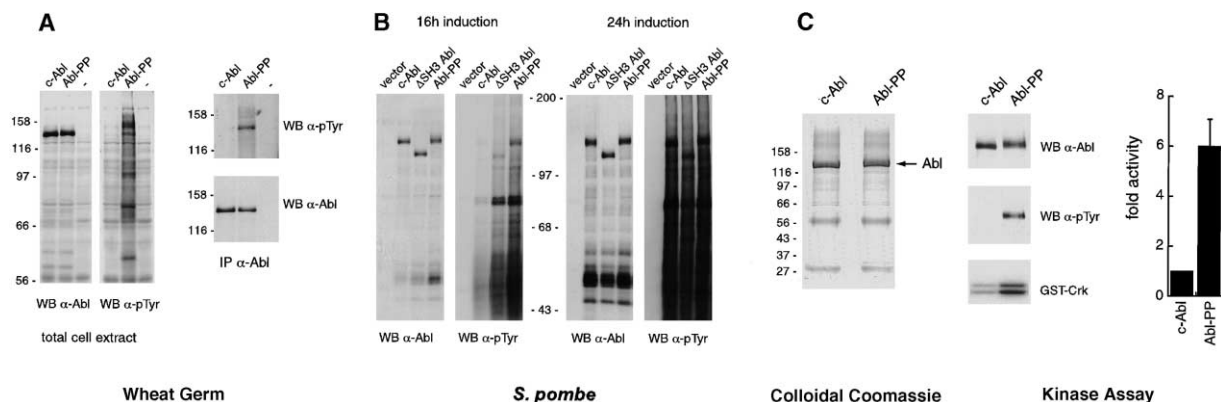 A
c-Abl
Abl-PP
-
c-Abl
Abl-PP
-
158 -
116 -
97 -
66 -
56 -
WB α-Abl
WB α-pTyr
total cell extract
c-Abl
Abl-PP
-
158 -
116 -
WB α-pTyr
158 -
116 -
WB α-Abl
IP α-Abl
Wheat Germ
B
16h induction
24h induction
vector
c-Abl
ΔSH3 Abl
Abl-PP
vector
c-Abl
ΔSH3 Abl
Abl-PP
vector
c-Abl
ΔSH3 Abl
Abl-PP
vector
c-Abl
ΔSH3 Abl
Abl-PP
- 200 -
- 97 -
- 68 -
- 43 -
WB α-Abl
WB α-pTyr
WB α-Abl
WB α-pTyr
S. pombe
C
c-Abl
Abl-PP
158 -
116 -
97 -
66 -
56 -
43 -
37 -
27 -
Abl
Colloidal Coomassie
c-Abl
Abl-PP
WB α-Abl
WB α-pTyr
GST-Crk
fold activity
8
6
4
2
0
c-Abl
Abl-PP
Kinase Assay